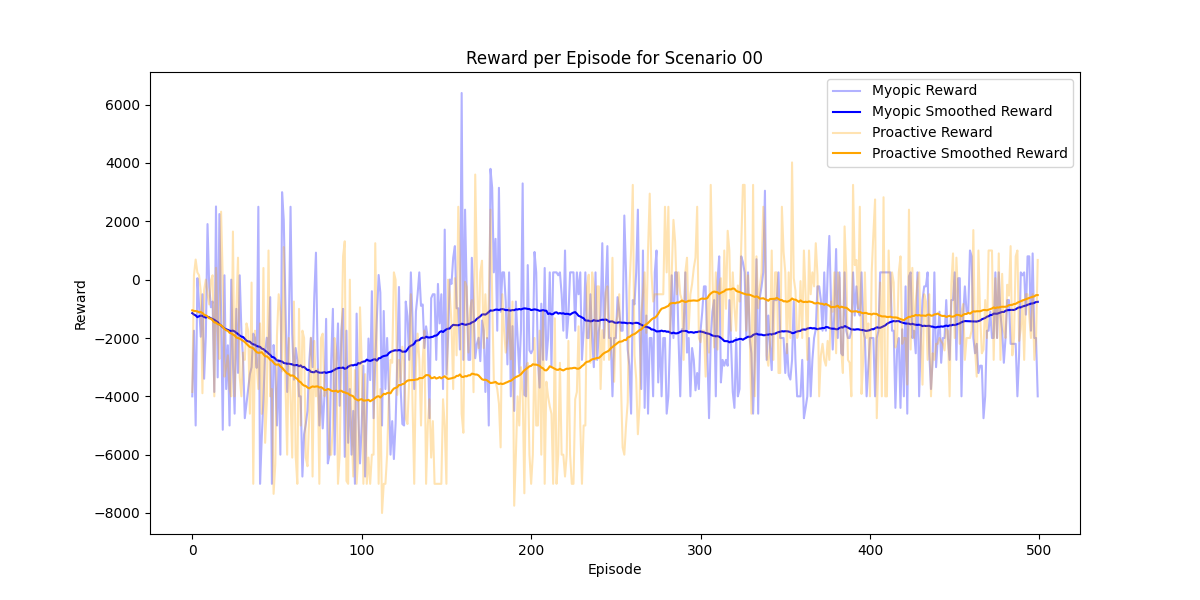 Reward per Episode for Scenario 00
Myopic Reward
Myopic Smoothed Reward
Proactive Reward
Proactive Smoothed Reward
6000
4000
2000
0
−2000
−4000
−6000
−8000
Reward
0 100 200 300 400 500
Episode